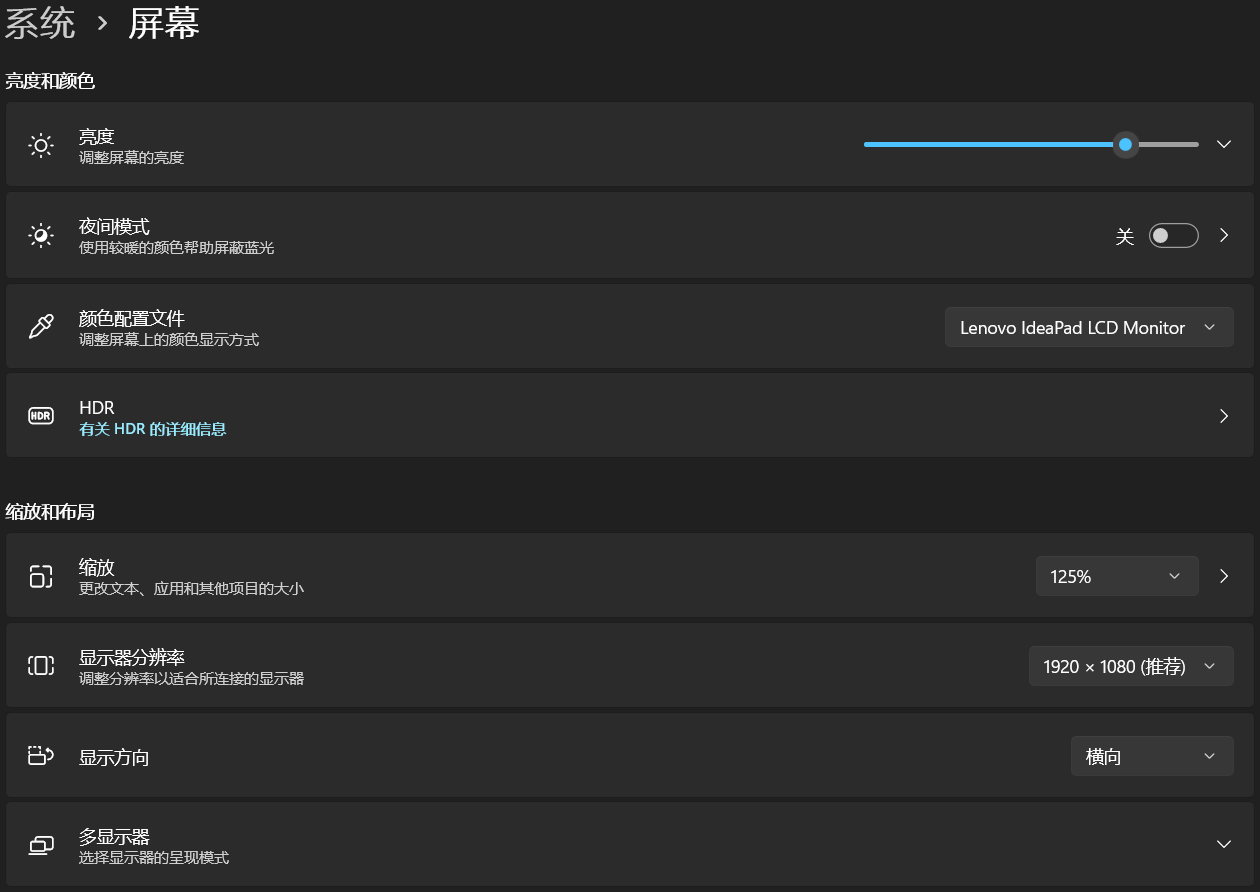 系统 › 屏幕
亮度和颜色
亮度
调整屏幕的亮度
夜间模式
使用较暖的颜色帮助屏蔽蓝光
关
颜色配置文件
调整屏幕上的颜色显示方式
Lenovo IdeaPad LCD Monitor
HDR
HDR
有关 HDR 的详细信息
缩放和布局
缩放
更改文本、应用和其他项目的大小
125%
显示器分辨率
调整分辨率以适合所连接的显示器
1920 × 1080 (推荐)
显示方向
横向
多显示器
选择显示器的呈现模式